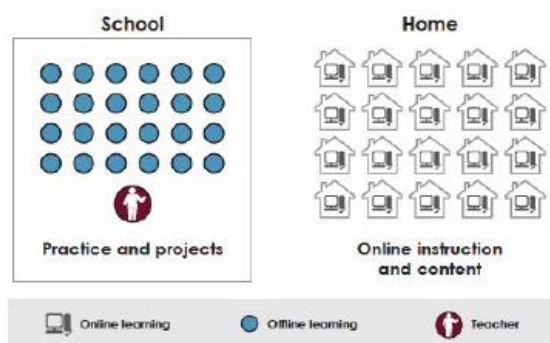 School
Home
Practice and projects
Online instruction
and content
Online learning
Offline learning
Teacher